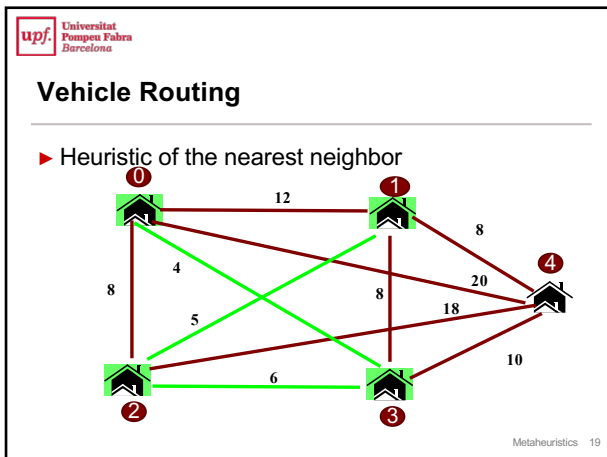 upf. Universitat
Pompeu Fabra
Barcelona
Vehicle Routing
► Heuristic of the nearest neighbor
0
12
1
8
4
4
20
8
8
18
5
10
6
2
3
Metaheuristics 19